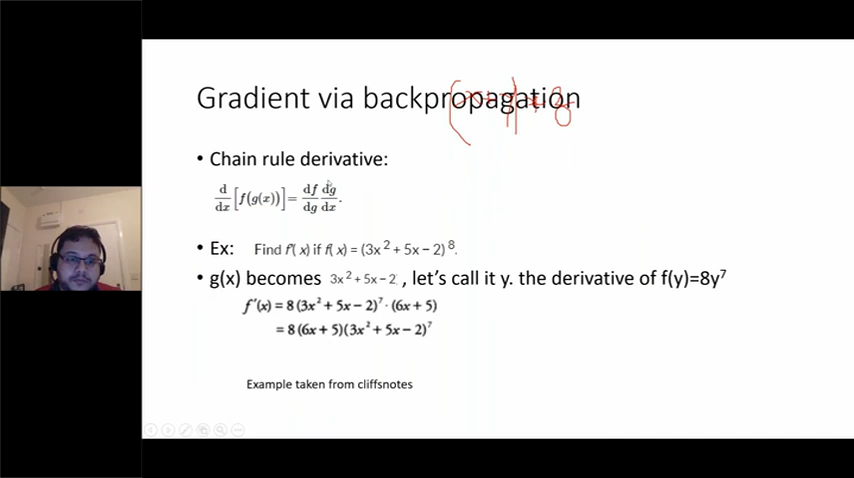 Gradient via backpropagation
• Chain rule derivative:
d/dx [f(g(x))] = df/dg dg/dx.
• Ex: Find f'( x) if f( x) = (3x² + 5x − 2)⁸.
• g(x) becomes 3x² + 5x − 2 , let's call it y. the derivative of f(y)=8y⁷
f'(x) = 8(3x² + 5x − 2)⁷ · (6x + 5)
= 8(6x + 5)(3x² + 5x − 2)⁷
Example taken from cliffsnotes